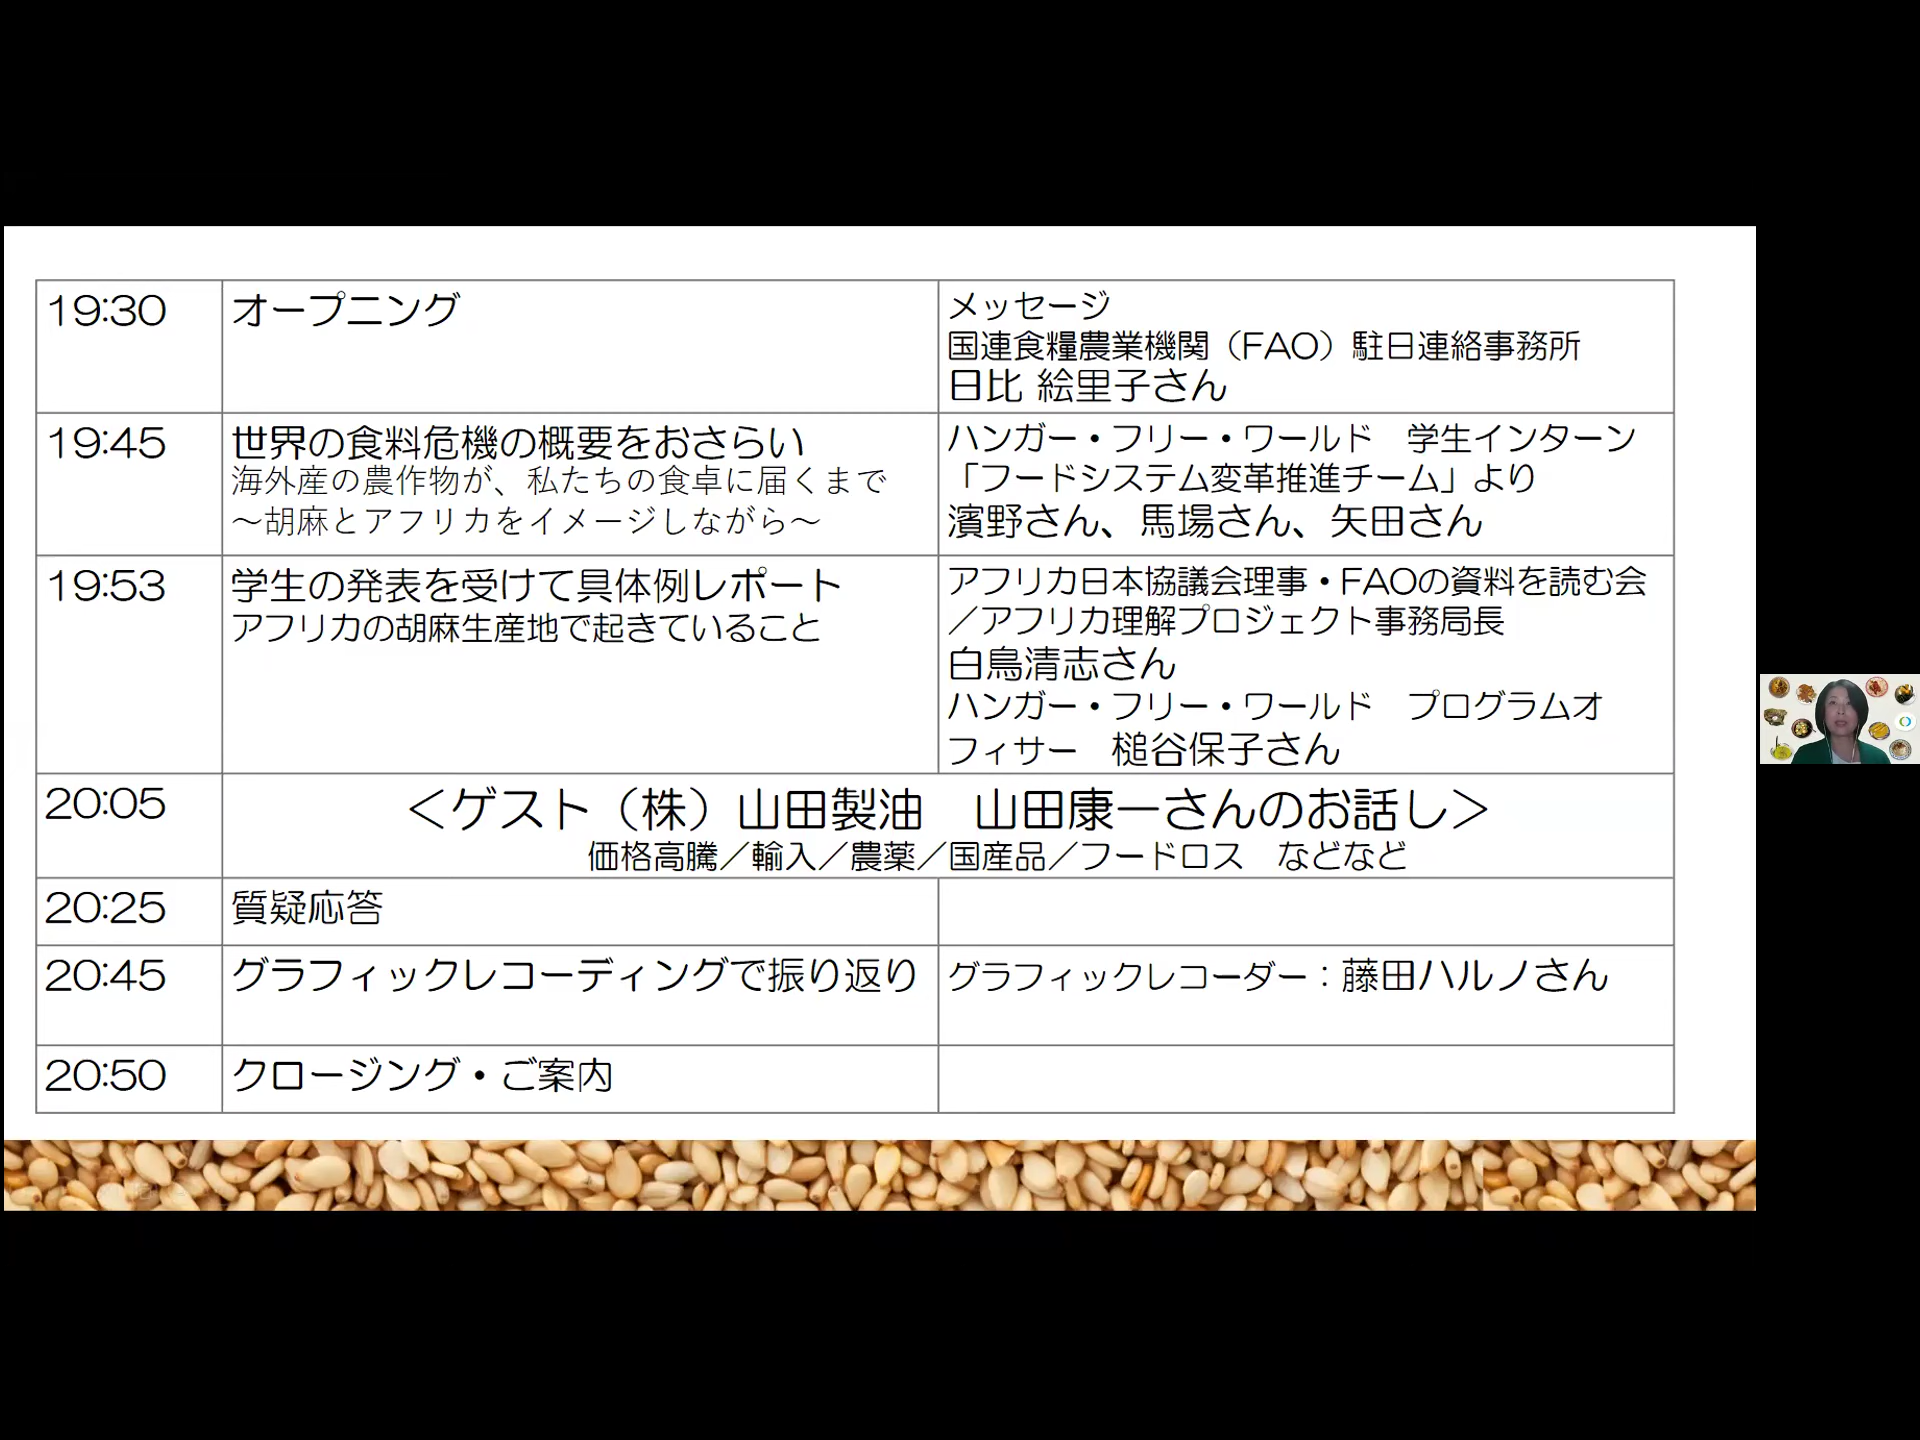 19:30
オープニング
メッセージ
国連食糧農業機関（FAO）駐日連絡事務所
日比 絵里子さん
19:45
世界の食料危機の概要をおさらい
海外産の農作物が、私たちの食卓に届くまで
～胡麻とアフリカをイメージしながら～
ハンガー・フリー・ワールド　学生インターン
「フードシステム変革推進チーム」より
濱野さん、馬場さん、矢田さん
19:53
学生の発表を受けて具体例レポート
アフリカの胡麻生産地で起きていること
アフリカ日本協議会理事・FAOの資料を読む会
／アフリカ理解プロジェクト事務局長
白鳥清志さん
ハンガー・フリー・ワールド　プログラムオ
フィサー　槌谷保子さん
20:05
＜ゲスト（株）山田製油　山田康一さんのお話し＞
価格高騰／輸入／農薬／国産品／フードロス　などなど
20:25
質疑応答
20:45
グラフィックレコーディングで振り返り
グラフィックレコーダー：藤田ハルノさん
20:50
クロージング・ご案内